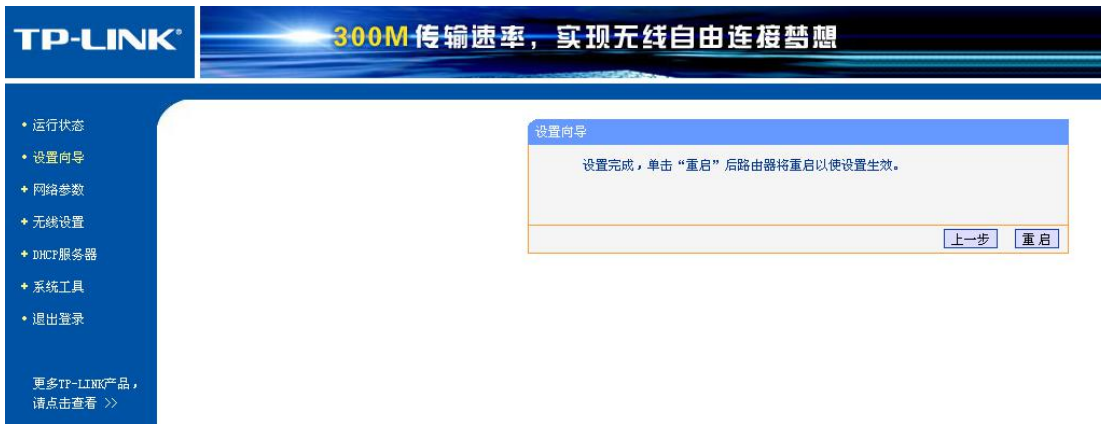 TP-LINK®
300M传输速率，实现无线自由连接梦想
• 运行状态
• 设置向导
+ 网络参数
+ 无线设置
+ DHCP服务器
+ 系统工具
• 退出登录
更多TP-LINK产品，
请点击查看 >>
设置向导
设置完成，单击“重启”后路由器将重启以使设置生效。
上一步 重 启